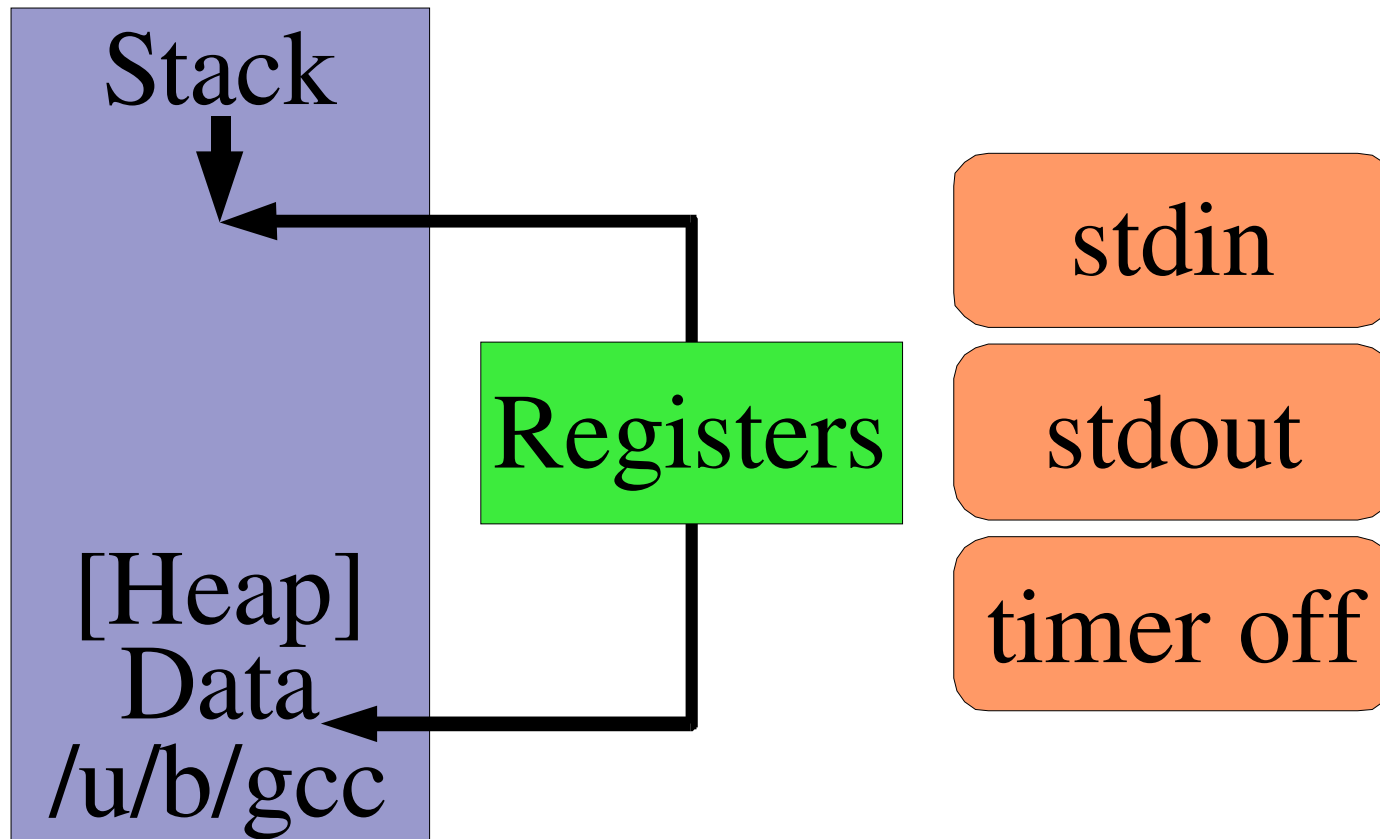 Stack
[Heap]
Data
/u/b/gcc
Registers
stdin
stdout
timer off